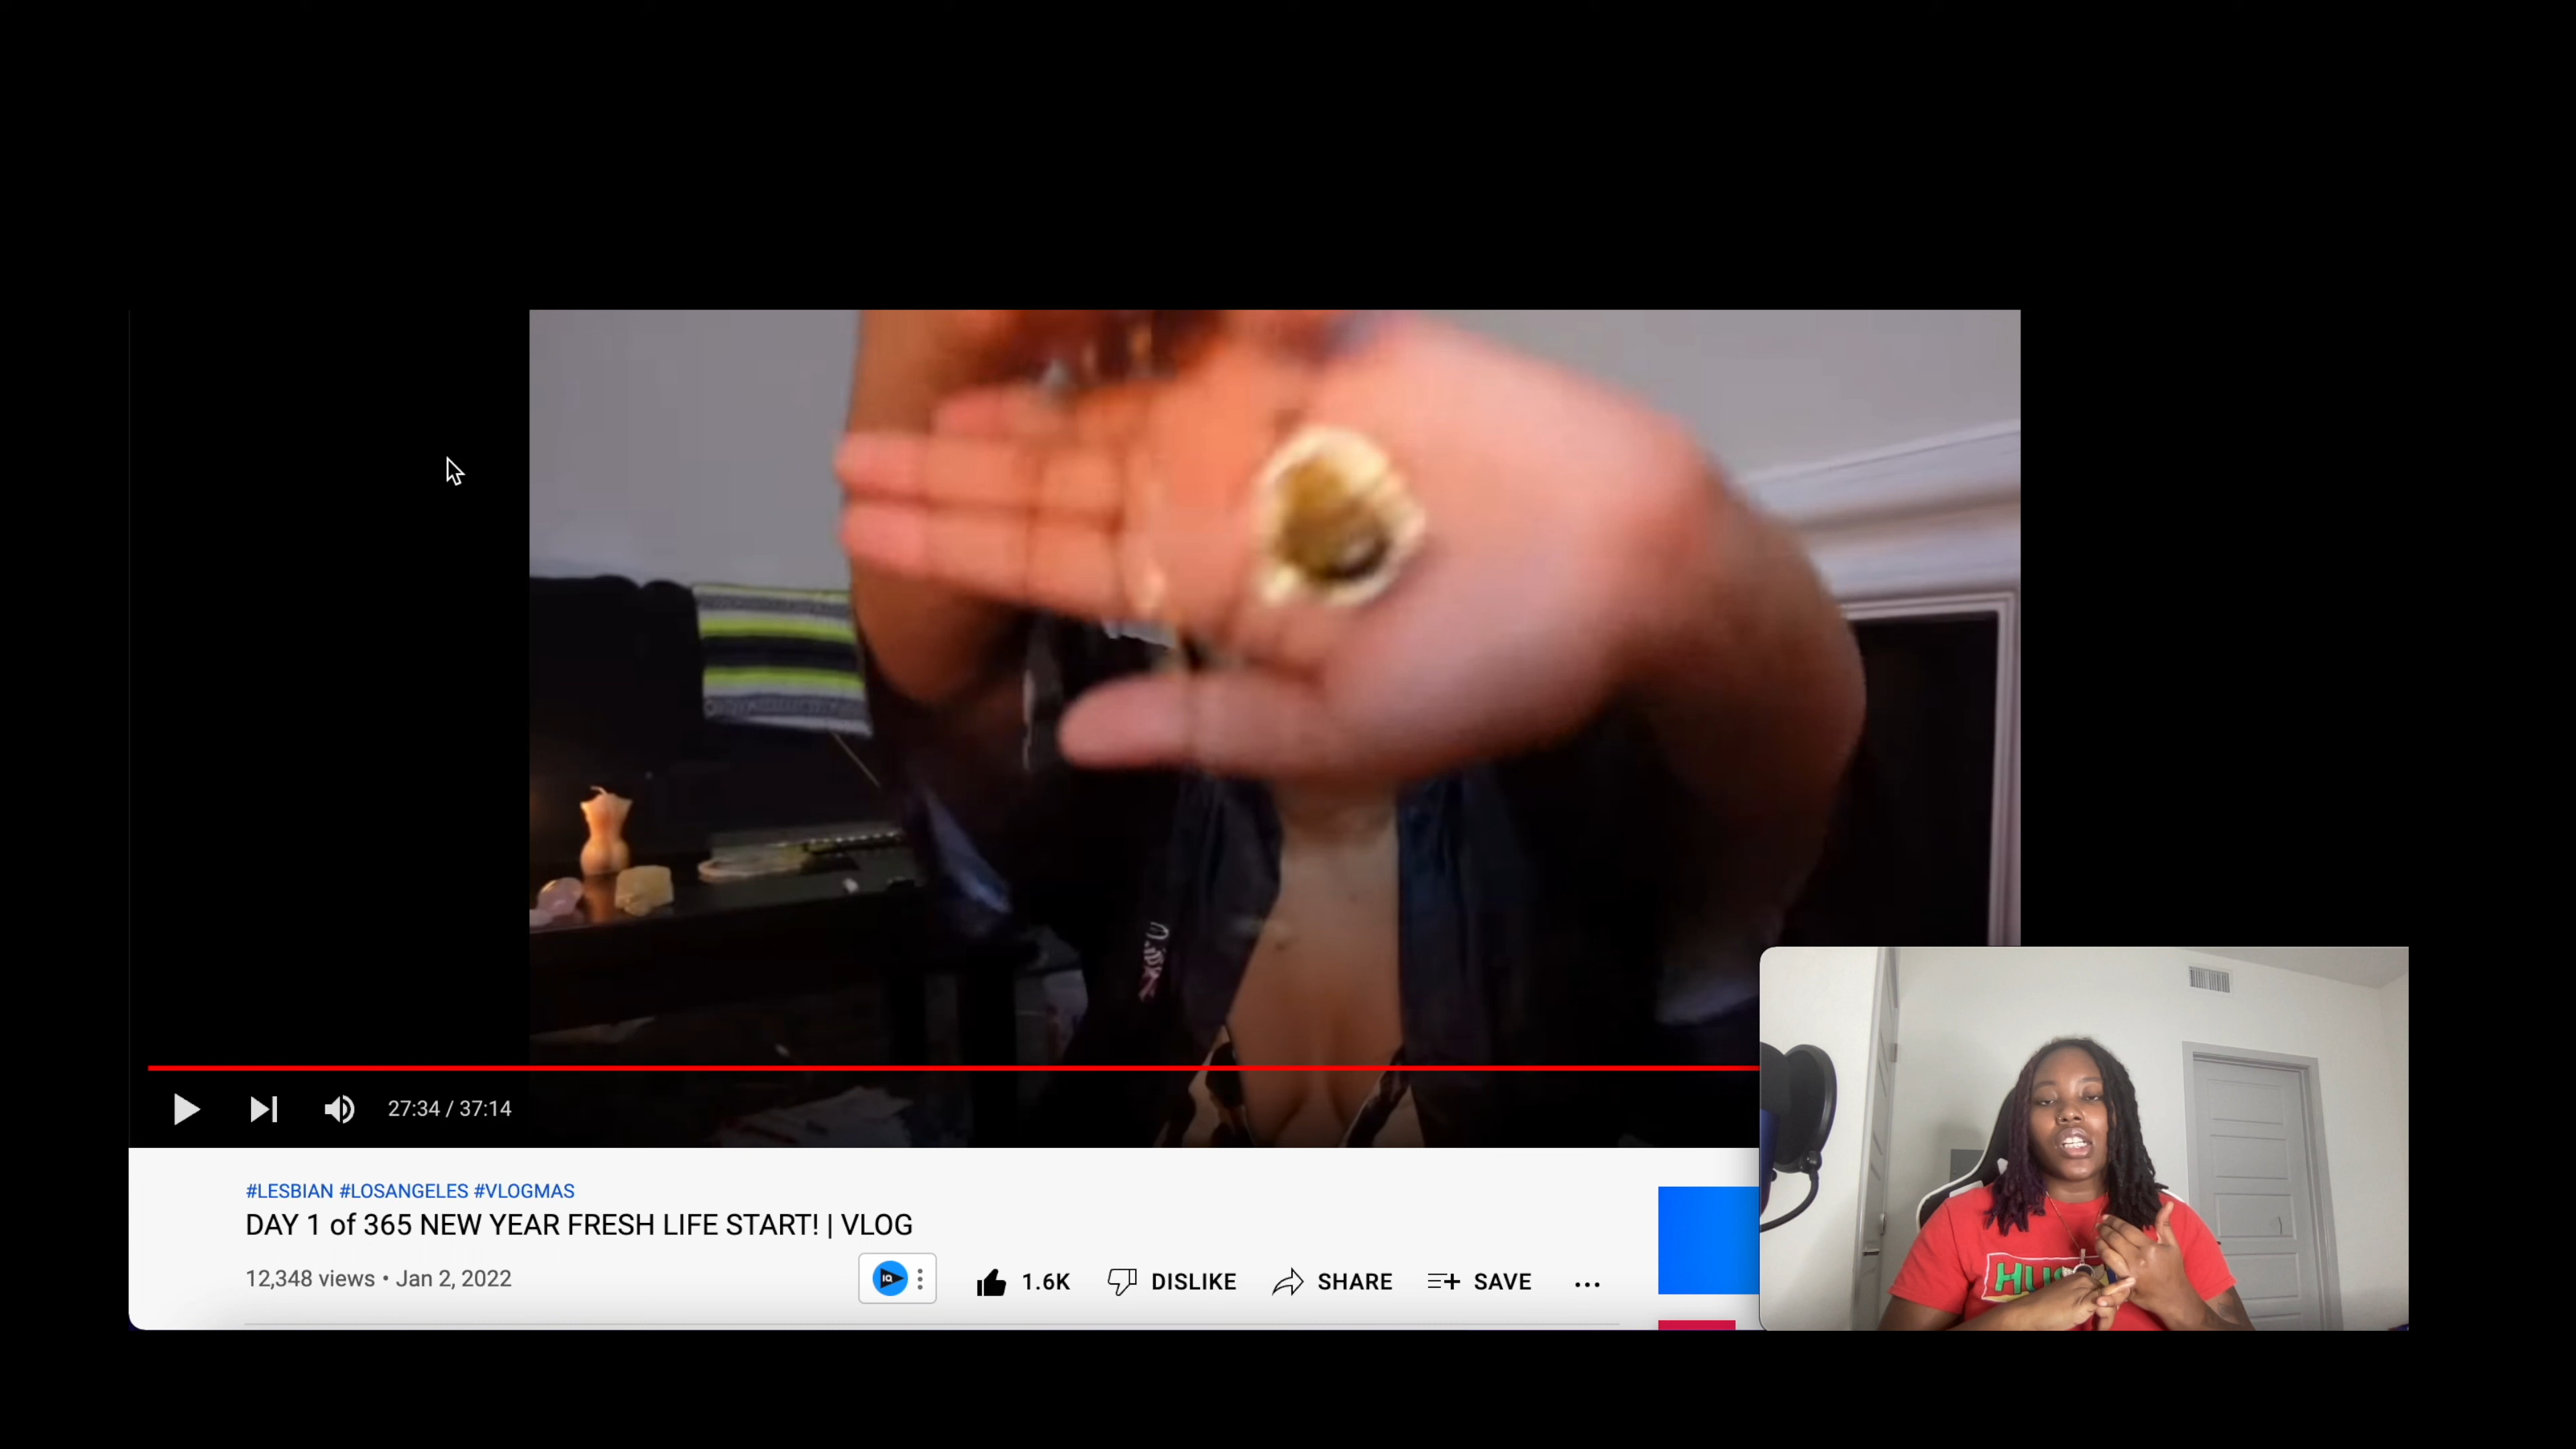 27:34 / 37:14
#LESBIAN #LOSANGELES #VLOGMAS
DAY 1 of 365 NEW YEAR FRESH LIFE START! | VLOG
12,348 views • Jan 2, 2022
IQ
1.6K
DISLIKE
SHARE
SAVE